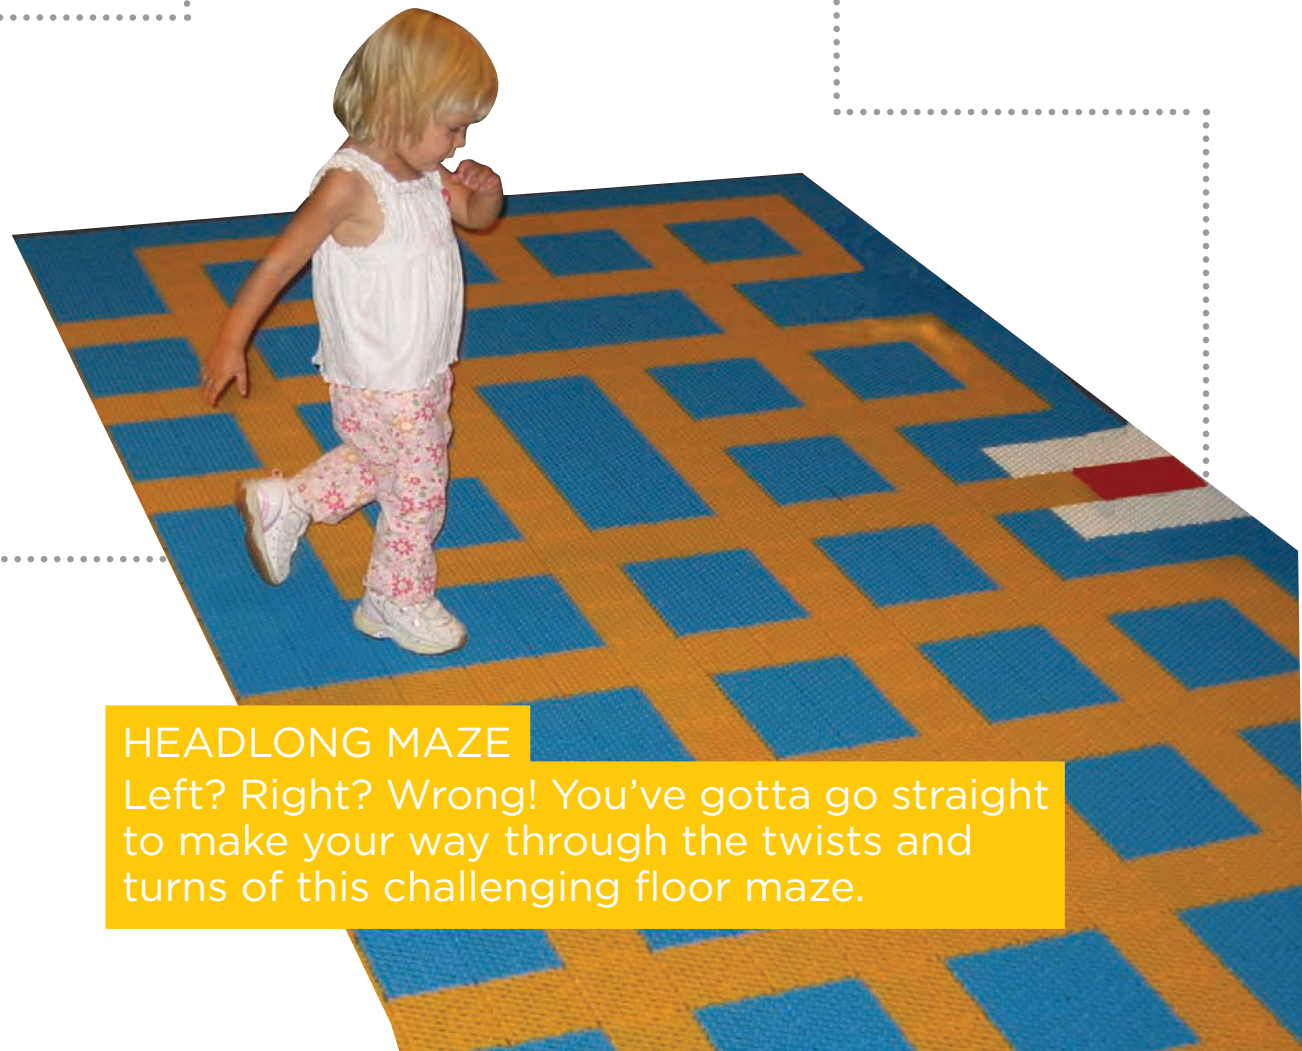 HEADLONG MAZE
Left? Right? Wrong! You’ve gotta go straight
to make your way through the twists and
turns of this challenging floor maze.